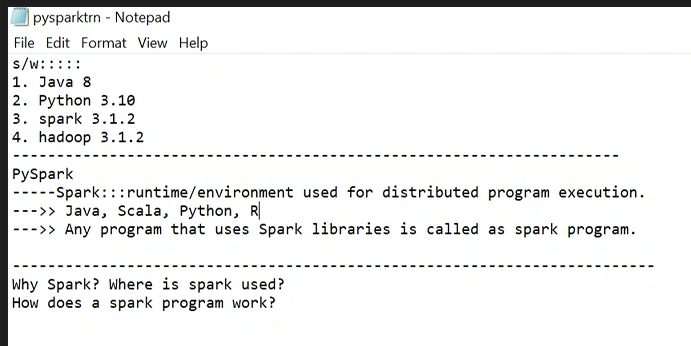 pysparktrn - Notepad
File Edit Format View Help
s/w:::::
1. Java 8
2. Python 3.10
3. spark 3.1.2
4. hadoop 3.1.2
-----------------------------------------------------------------------------
PySpark
-----Spark:::runtime/environment used for distributed program execution.
--->> Java, Scala, Python, R
--->> Any program that uses Spark libraries is called as spark program.
---------------------------------------------------------------------------------
Why Spark? Where is spark used?
How does a spark program work?